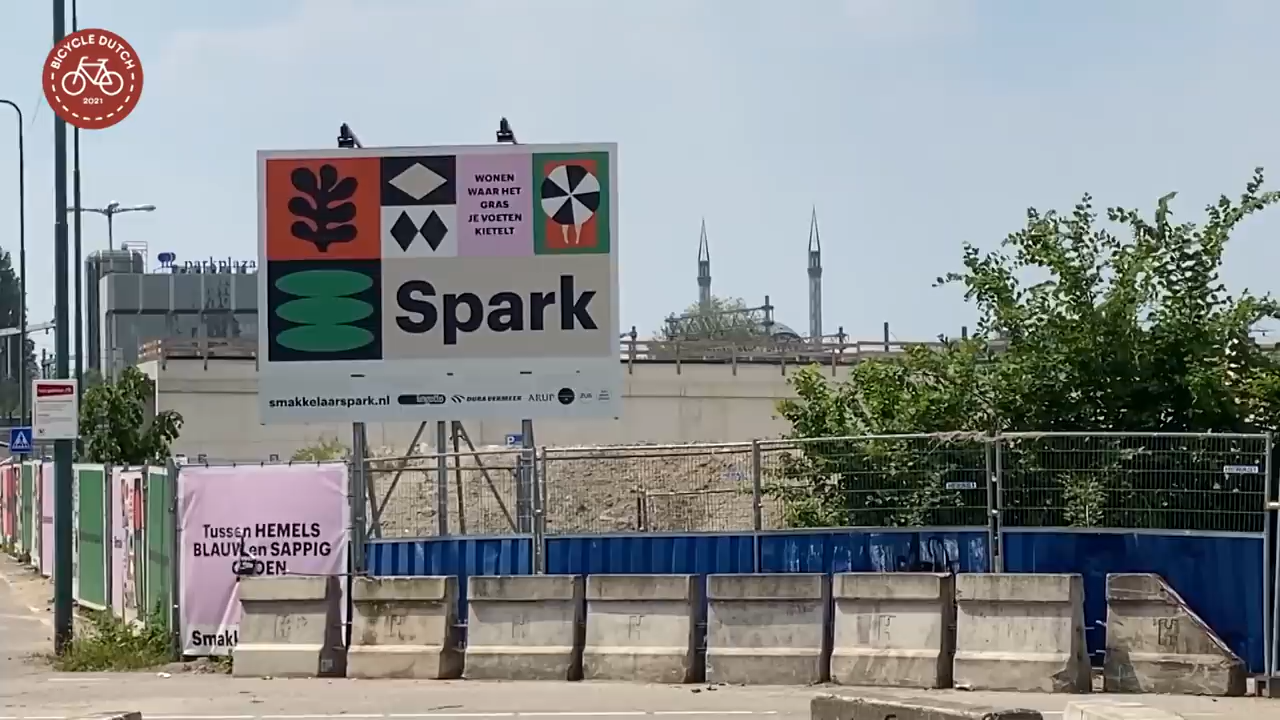 BICYCLE DUTCH
2021
WONEN
WAAR HET
GRAS
JE VOETEN
KIETELT
parkplaza
Spark
smakkelaarspark.nl
DURA VERMEER
ARUP
Tussen HEMELS
BLAUW en SAPPIG
Smakk